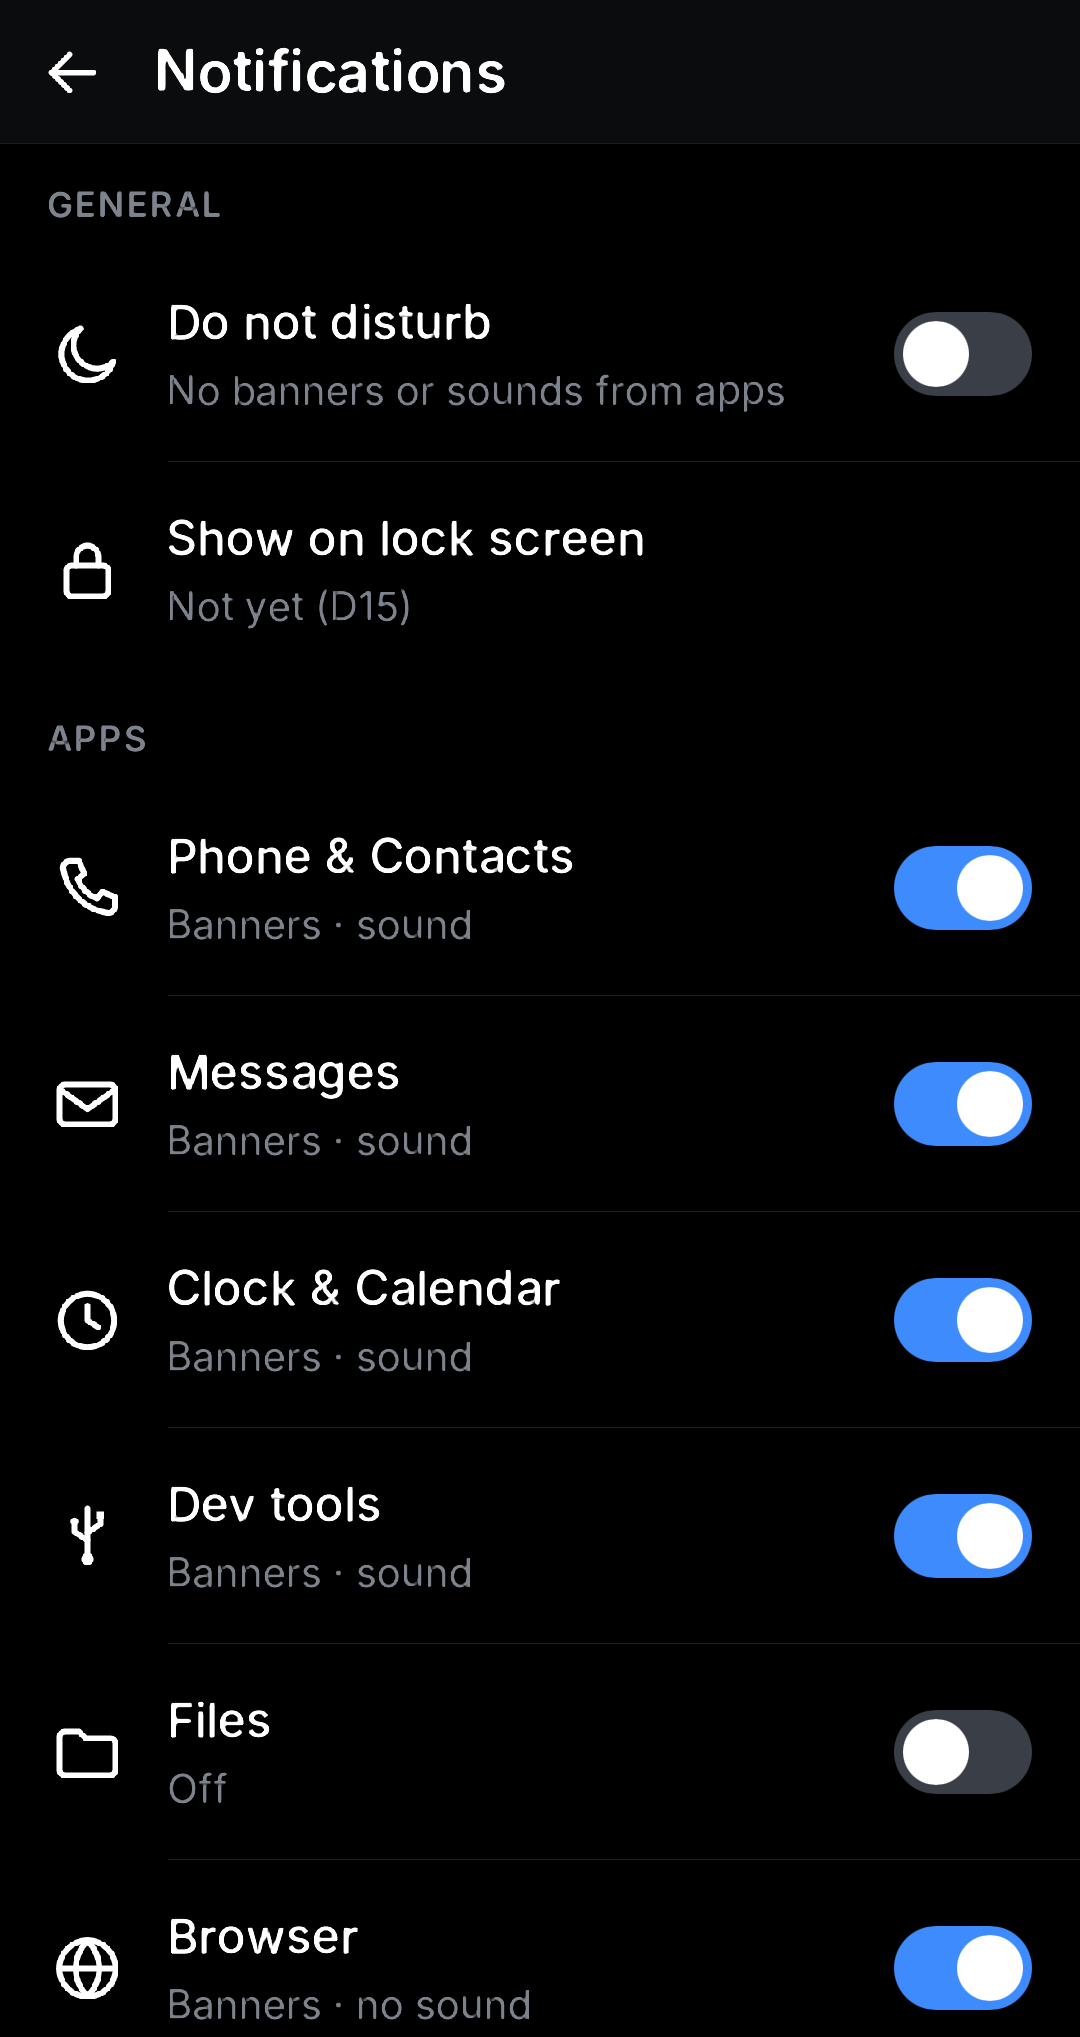 Notifications
GENERAL
Do not disturb
No banners or sounds from apps
Show on lock screen
Not yet (D15)
APPS
Phone & Contacts
Banners · sound
Messages
Banners · sound
Clock & Calendar
Banners · sound
Dev tools
Banners · sound
Files
Off
Browser
Banners · no sound